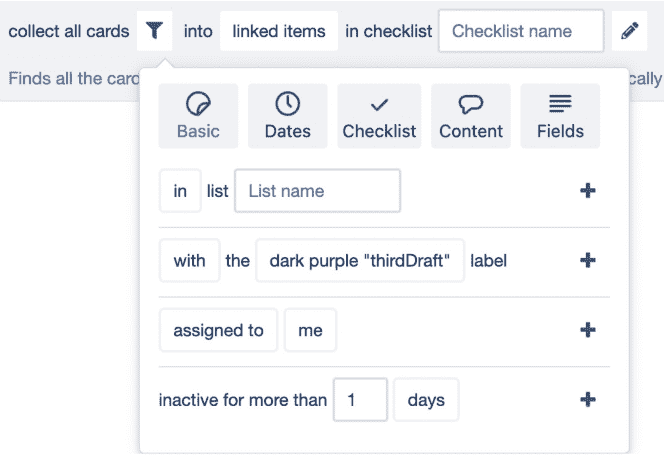 collect all cards into linked items in checklist Checklist name
Finds all the card cally
Basic Dates Checklist Content Fields
in list List name
with the dark purple "thirdDraft" label
assigned to me
inactive for more than 1 days